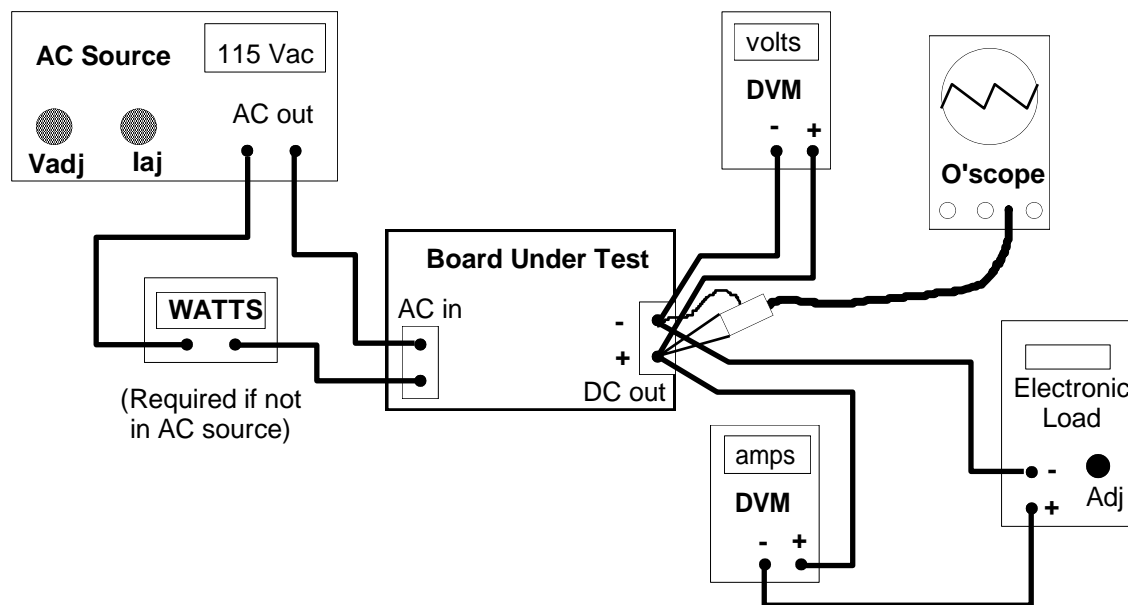 AC Source
115 Vac
AC out
Vadj
Iaj
volts
DVM
- +
O'scope
WATTS
(Required if not
in AC source)
Board Under Test
AC in
-
+
DC out
amps
DVM
- +
Electronic
Load
-
+
Adj